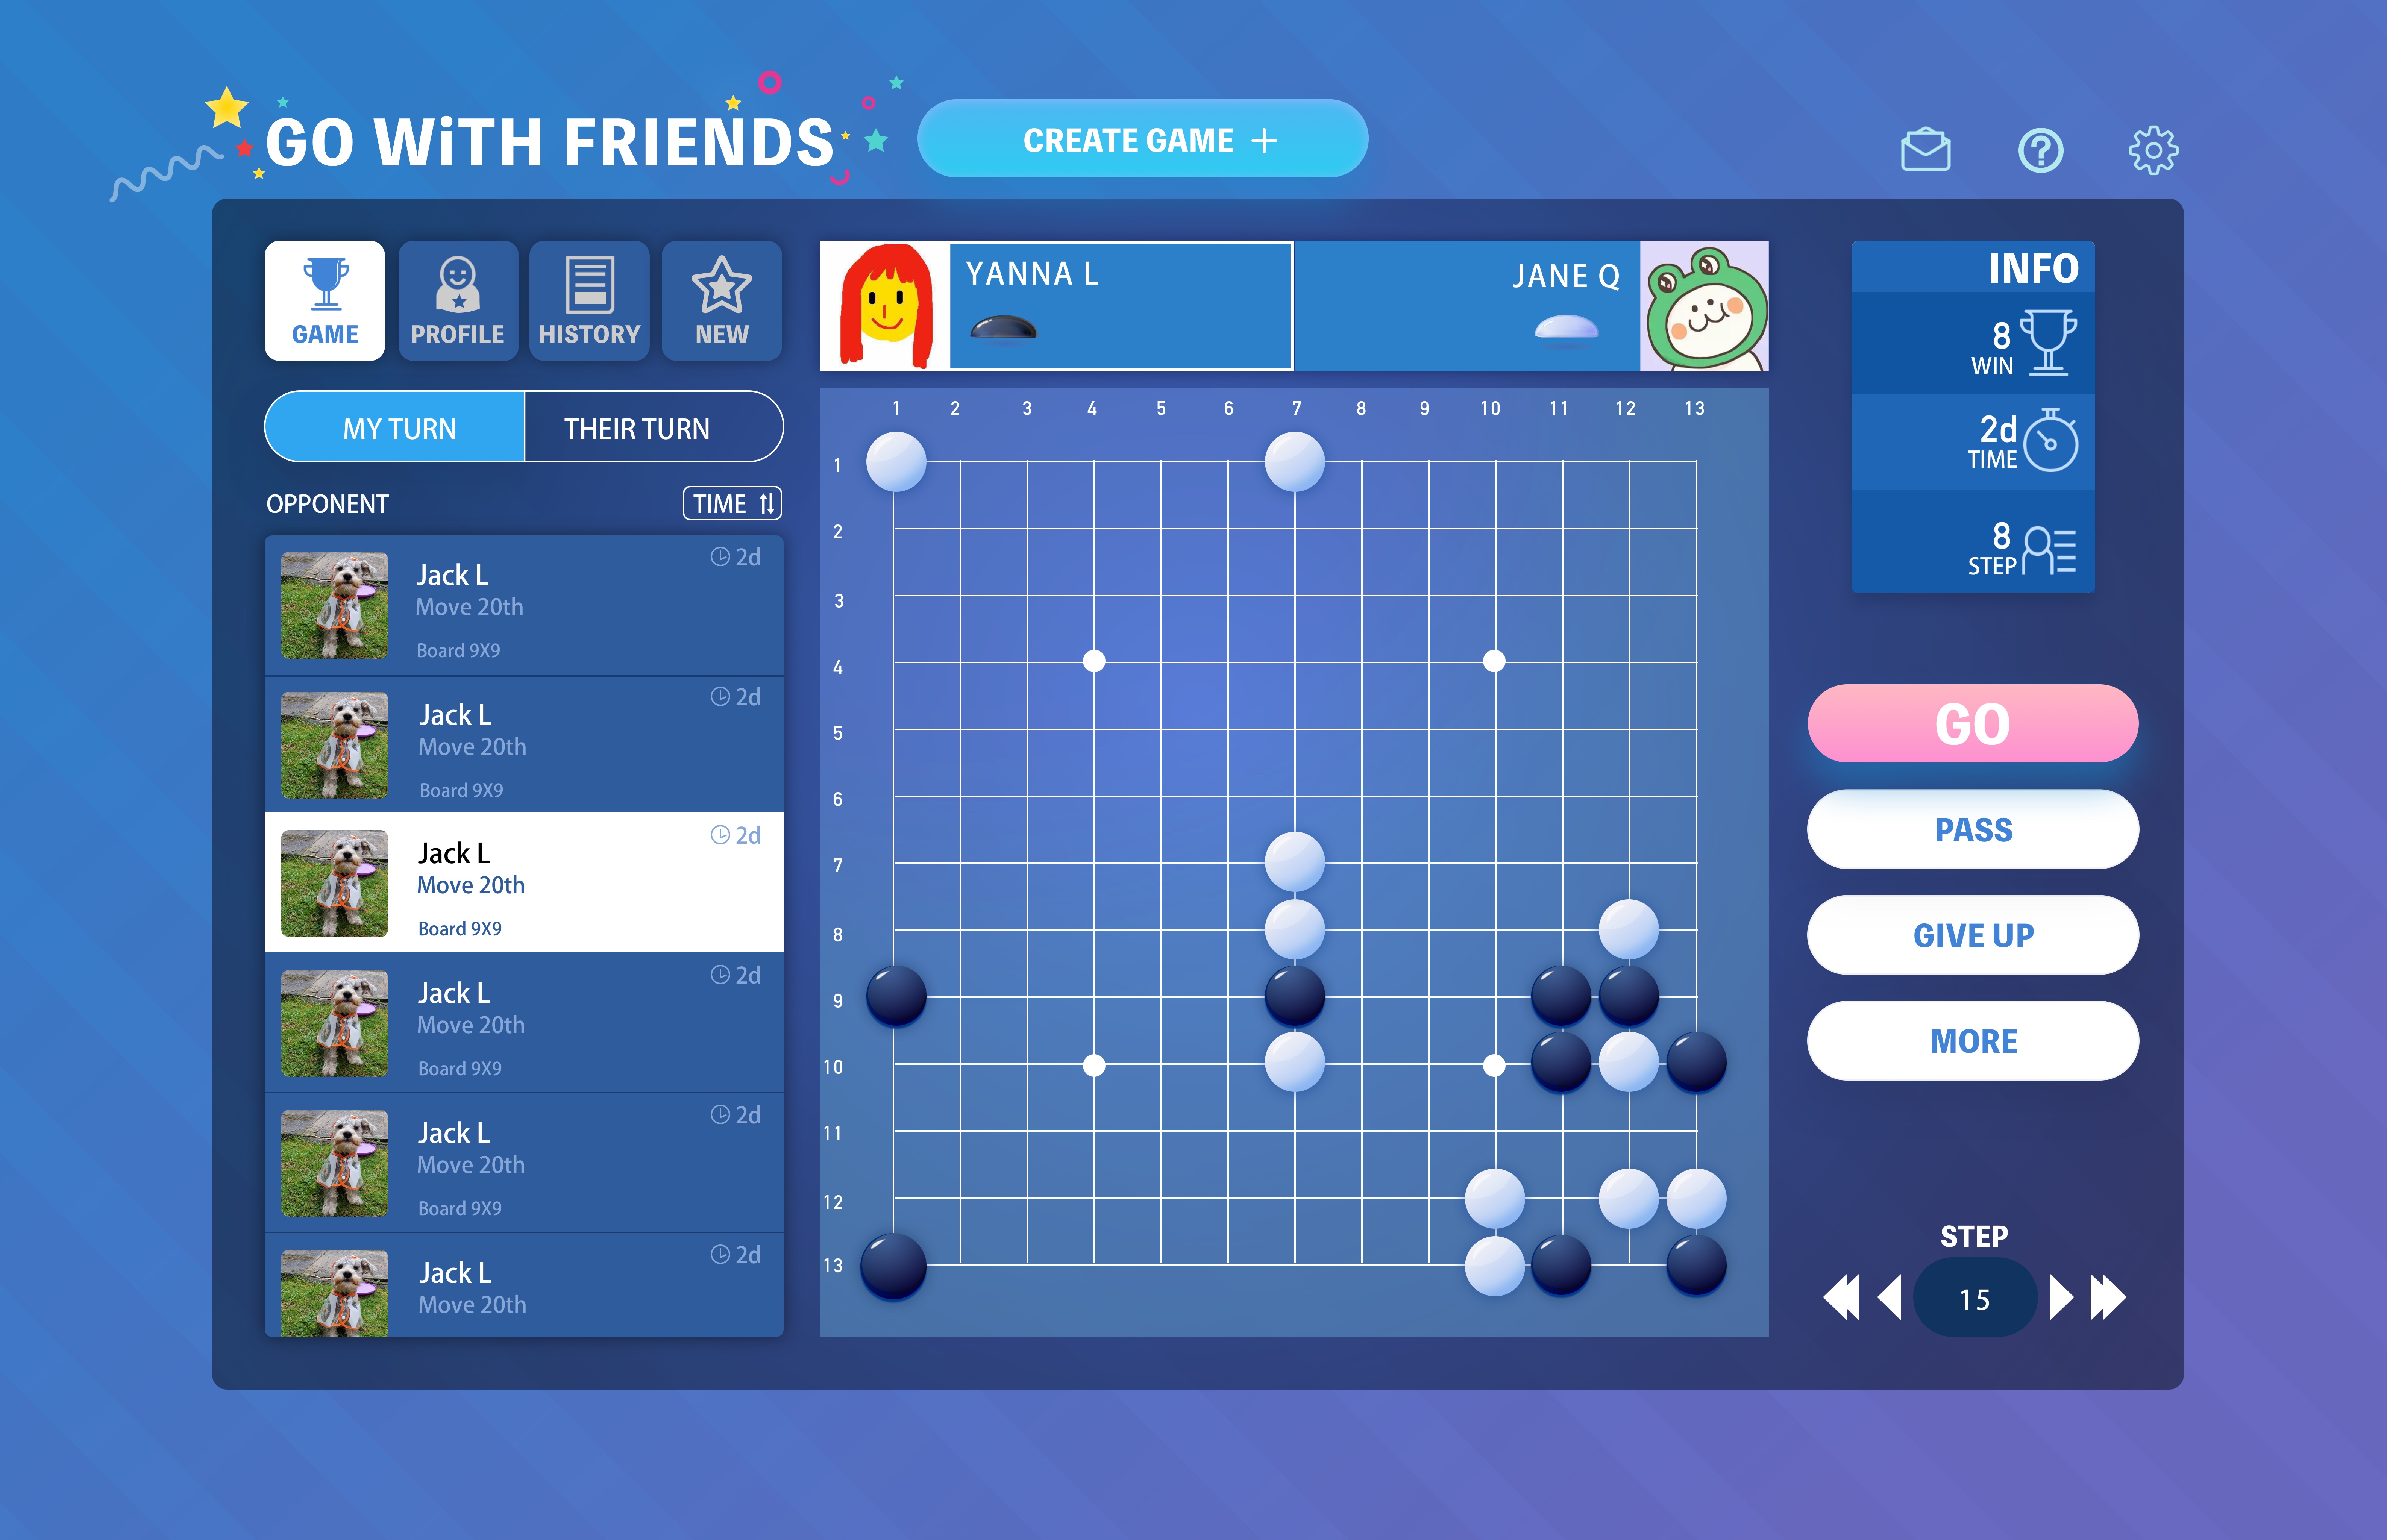 GO WiTH FRIENDS
CREATE GAME +
GAME
PROFILE
HISTORY
NEW
MY TURN
THEIR TURN
OPPONENT
TIME
Jack L
2d
Move 20th
Board 9X9
Jack L
2d
Move 20th
Board 9X9
Jack L
2d
Move 20th
Board 9X9
Jack L
2d
Move 20th
Board 9X9
Jack L
2d
Move 20th
Board 9X9
Jack L
2d
Move 20th
YANNA L
JANE Q
1 2 3 4 5 6 7 8 9 10 11 12 13
1
2
3
4
5
6
7
8
9
10
11
12
13
INFO
8
WIN
2d
TIME
8
STEP
GO
PASS
GIVE UP
MORE
STEP
15